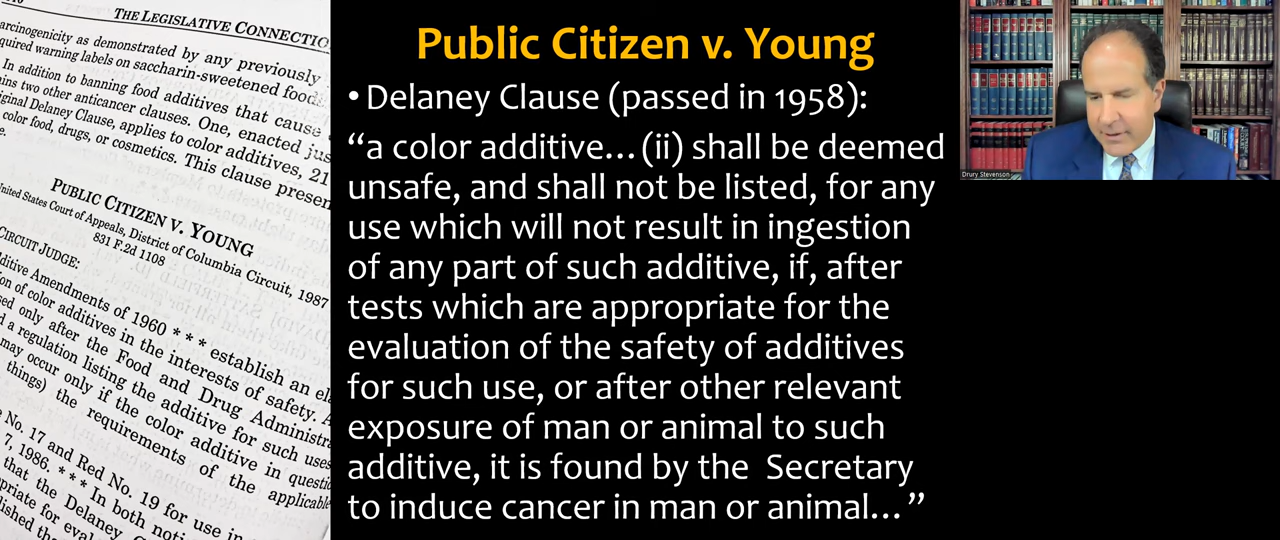 THE LEGISLATIVE CONNECTIO
arcinogenicity as demonstrated by any previously
quired warning labels on saccharin-sweetened foods.
In addition to banning food additives that cause
ins two other anticancer clauses. One, enacted jus
ginal Delaney Clause, applies to color additives, 21
color food, drugs, or cosmetics. This clause presen
e.
PUBLIC CITIZEN V. YOUNG
nited States Court of Appeals, District of Columbia Circuit, 1987
831 F.2d 1108
CIRCUIT JUDGE:
ditive Amendments of 1960 * * * establish an el
ion of color additives in the interests of safety. A
sed only after the Food and Drug Administra
d a regulation listing the additive for such uses
may occur only if the color additive in questio
things) the requirements of the applicable
No. 17 and Red No. 19 for use in
7, 1986. * * * In both noti
that the Delaney C
priate for eval
lished the
Public Citizen v. Young
• Delaney Clause (passed in 1958):
“a color additive…(ii) shall be deemed
unsafe, and shall not be listed, for any
use which will not result in ingestion
of any part of such additive, if, after
tests which are appropriate for the
evaluation of the safety of additives
for such use, or after other relevant
exposure of man or animal to such
additive, it is found by the Secretary
to induce cancer in man or animal…”
Drury Stevenson